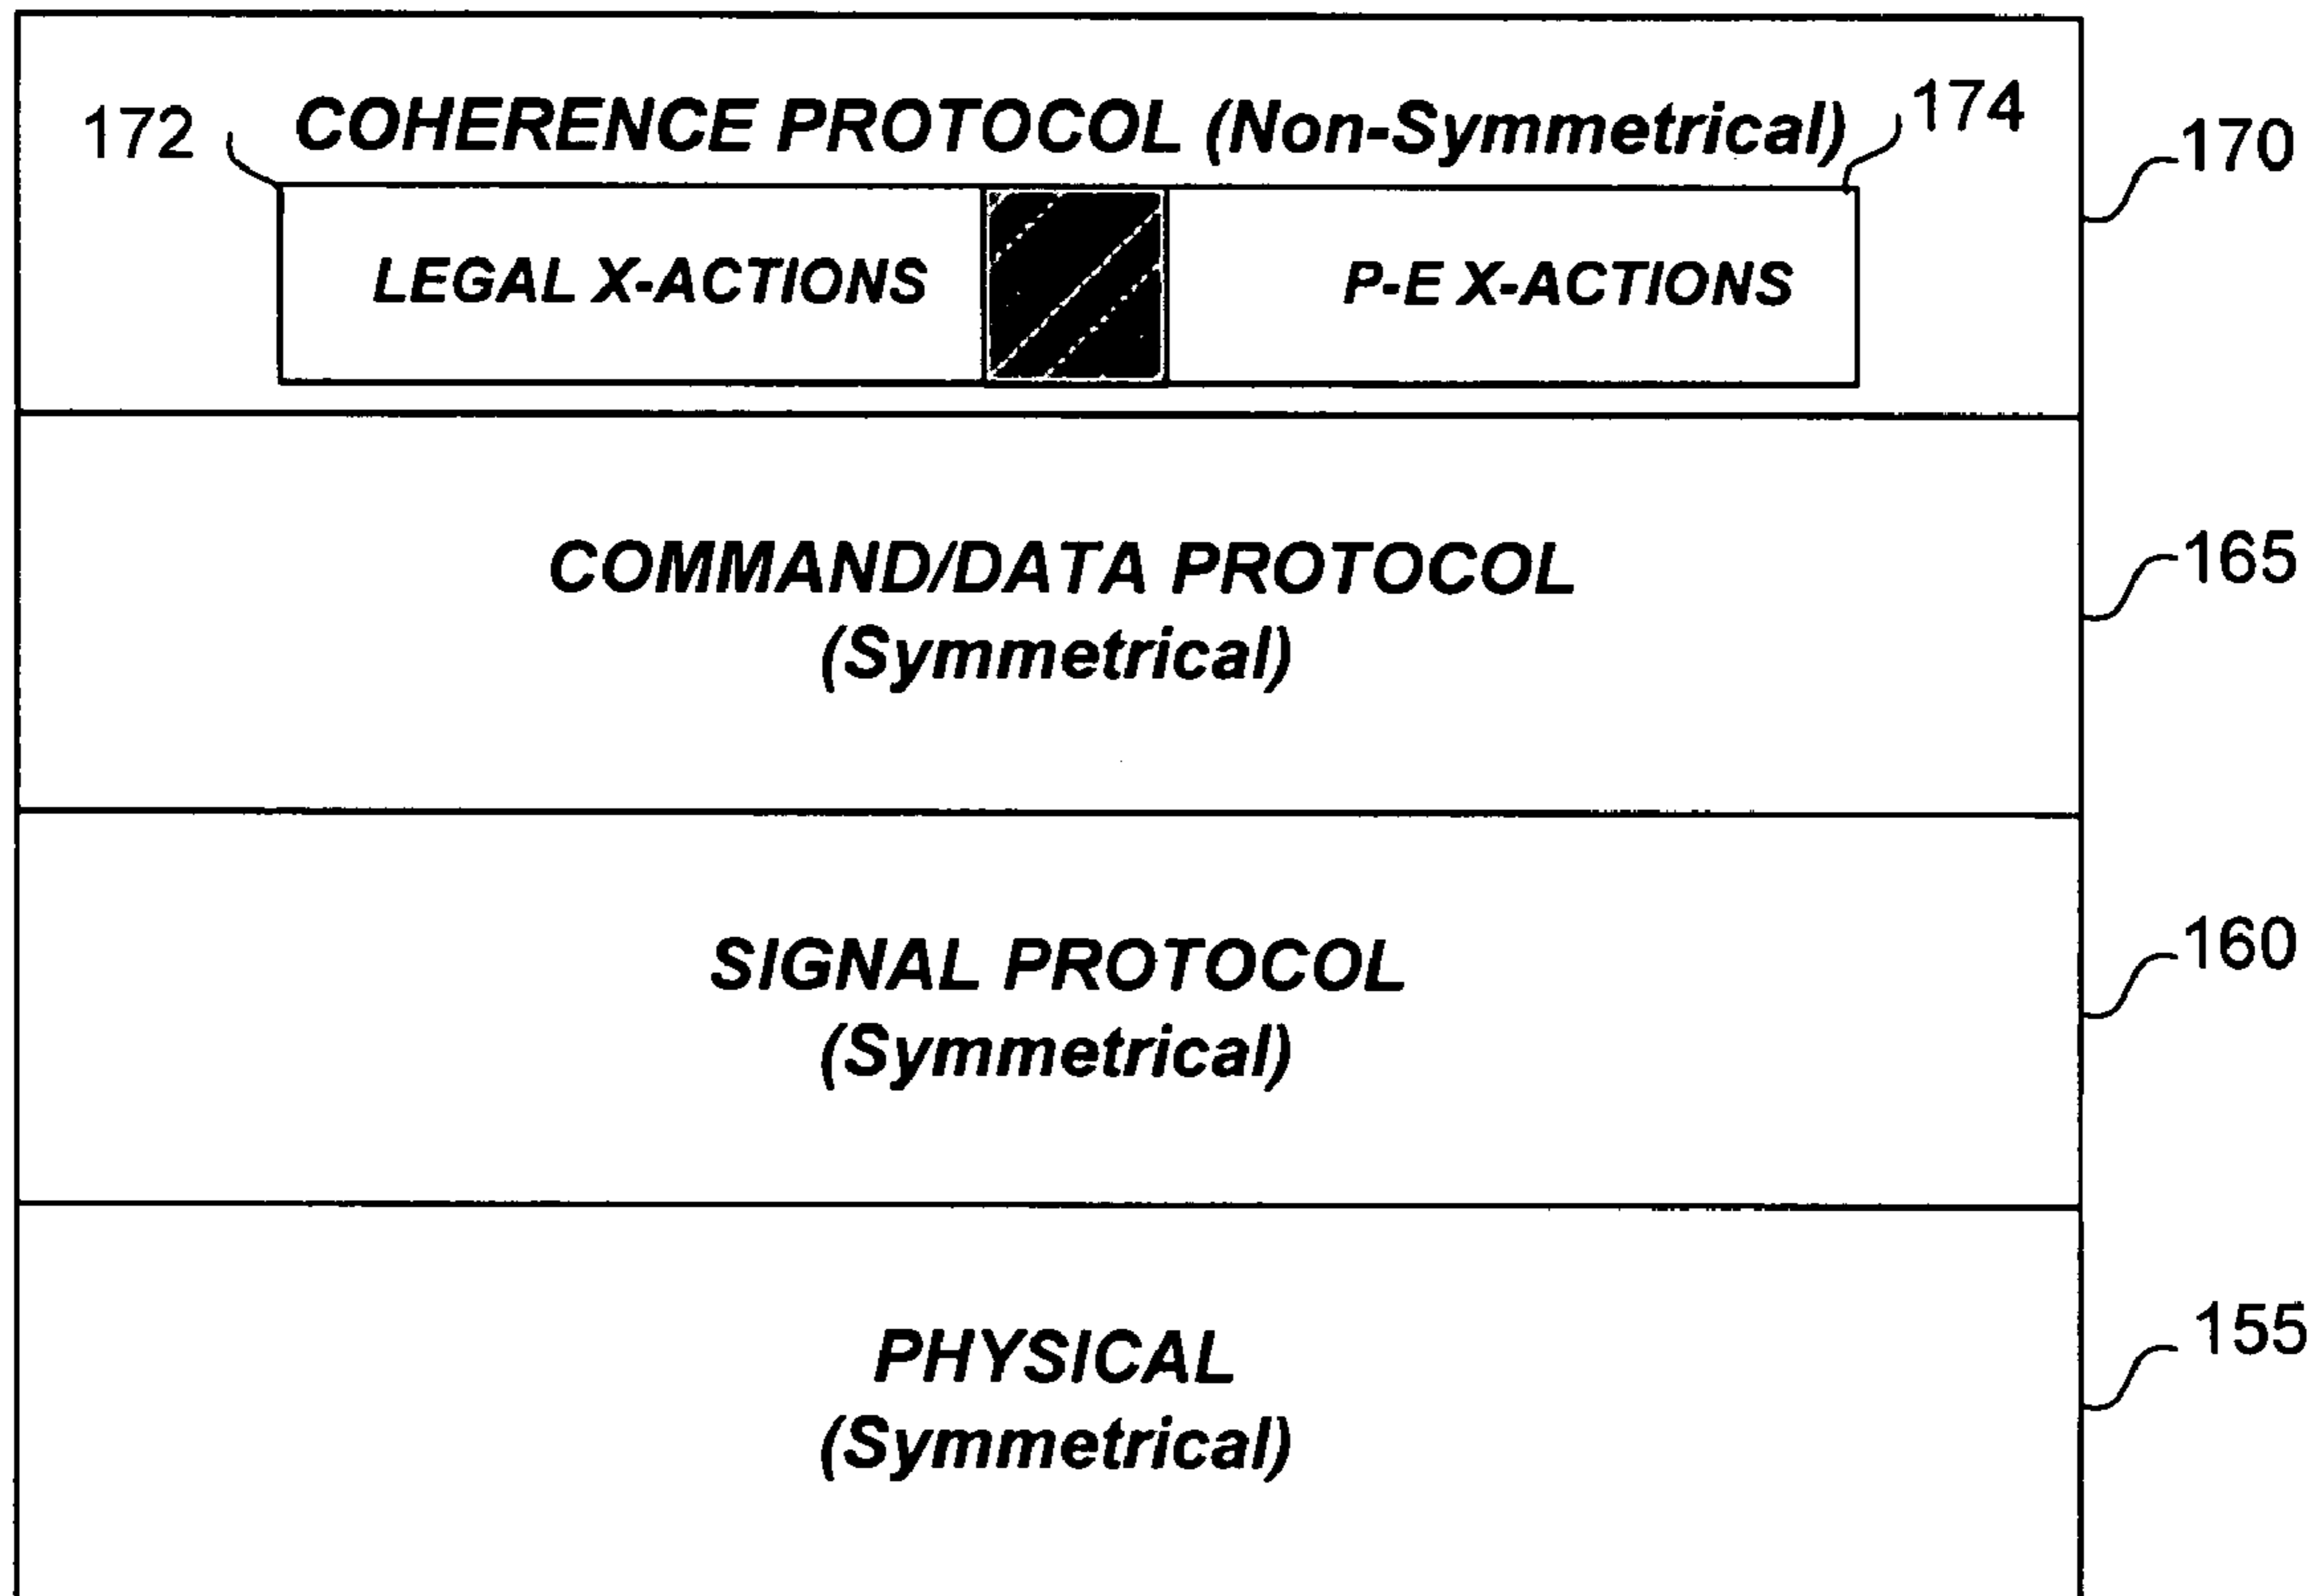 172
COHERENCE PROTOCOL (Non-Symmetrical)
174
170
LEGAL X-ACTIONS
P-E X-ACTIONS
COMMAND/DATA PROTOCOL
(Symmetrical)
165
SIGNAL PROTOCOL
(Symmetrical)
160
PHYSICAL
(Symmetrical)
155